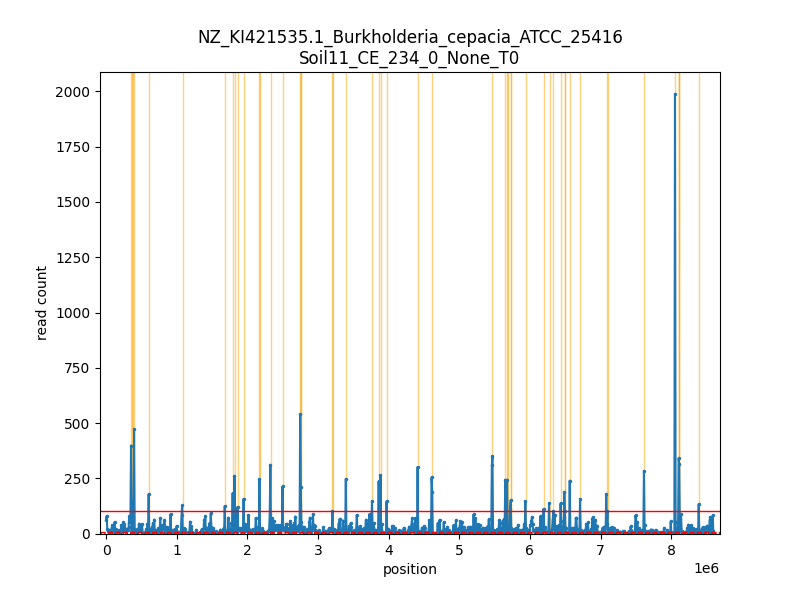 NZ_KI421535.1_Burkholderia_cepacia_ATCC_25416
Soil11_CE_234_0_None_T0
2000
1750
1500
1250
1000
750
500
250
0
read count
0 1 2 3 4 5 6 7 8
1e6
position